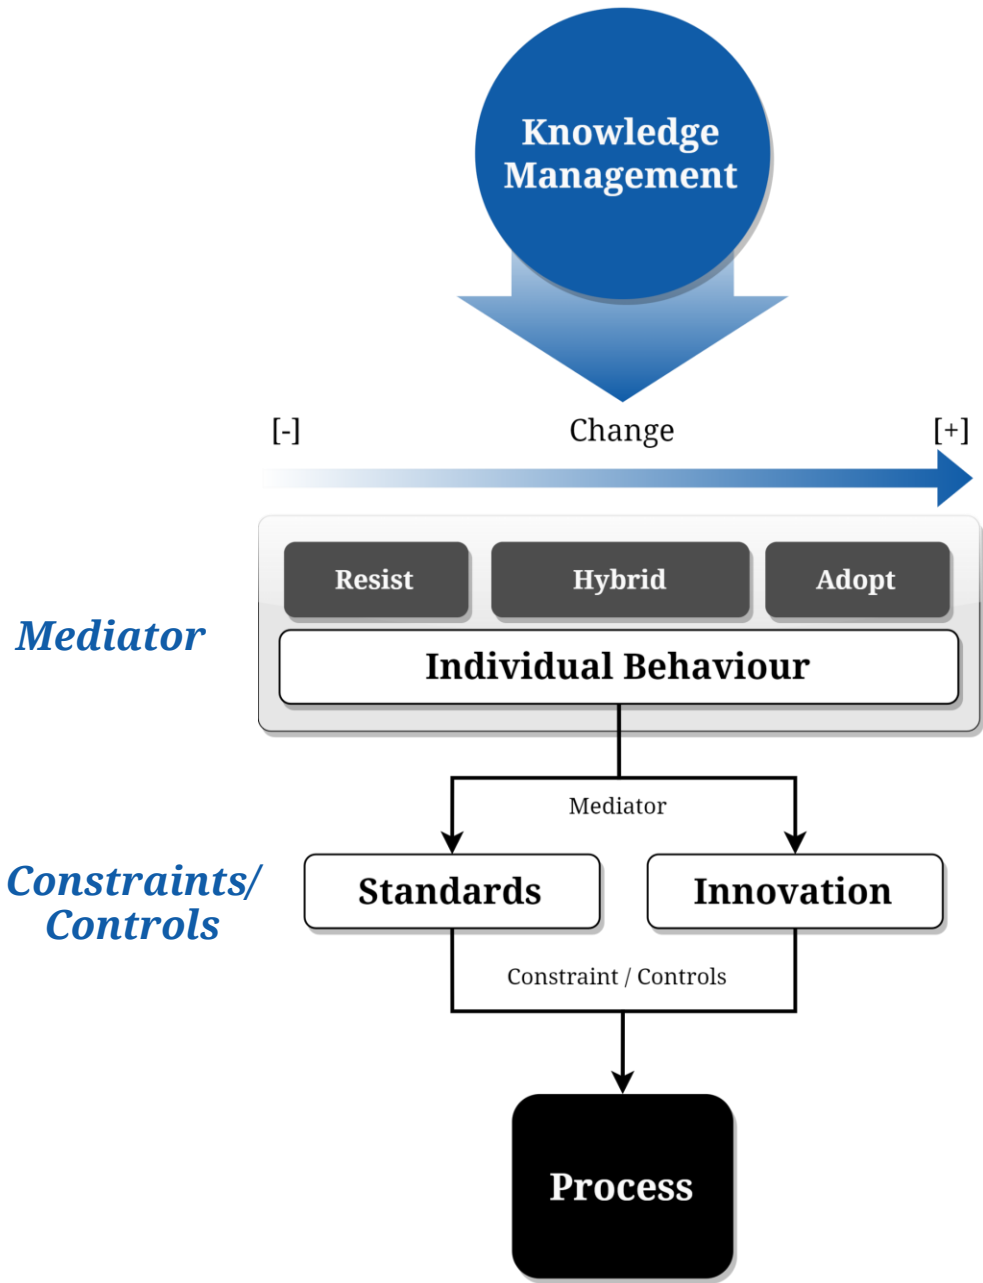 Knowledge
Management
[-]
Change
[+]
Resist
Hybrid
Adopt
Mediator
Individual Behaviour
Mediator
Constraints/
Controls
Standards
Innovation
Constraint / Controls
Process